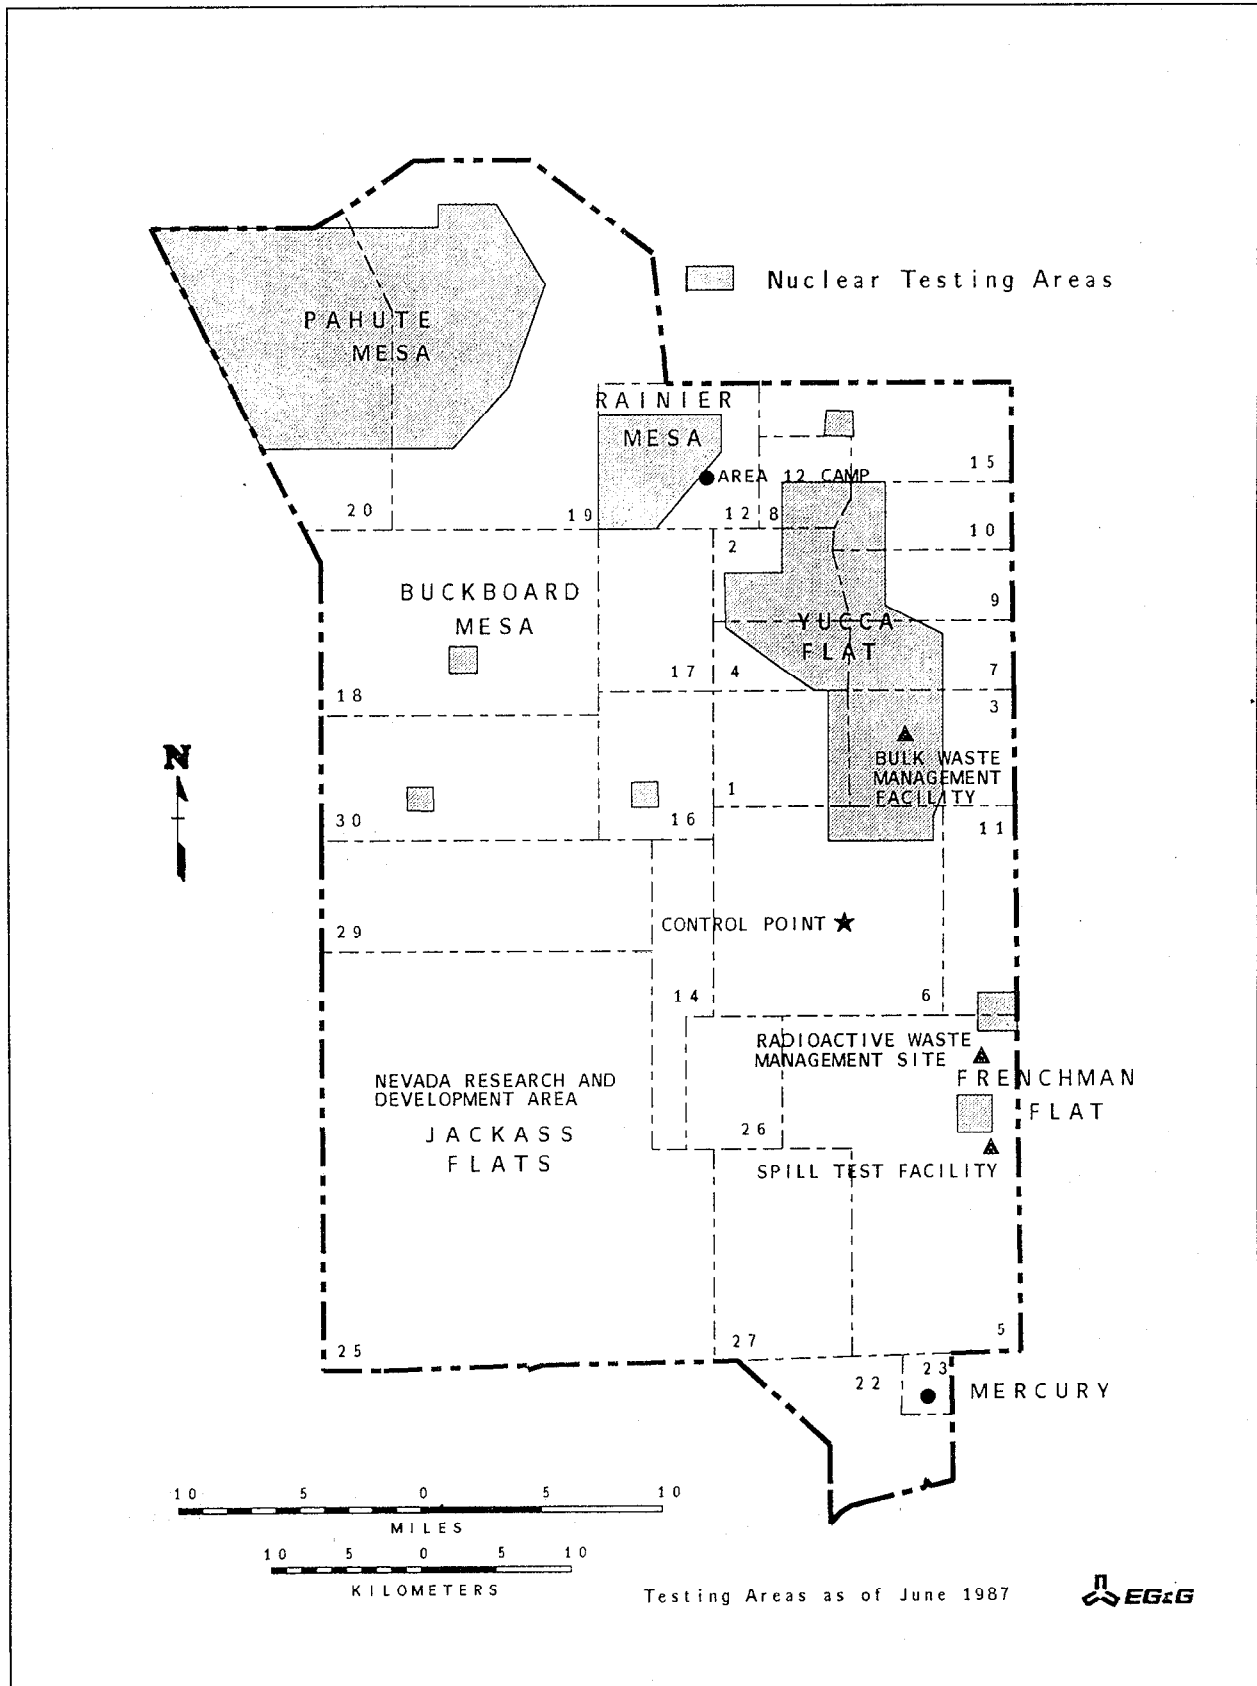 Nuclear Testing Areas
PAHUTE
MESA
RAINIER
MESA
15
AREA 12 CAMP
20
19
12
8
10
2
BUCKBOARD
MESA
9
YUCCA
FLAT
17
4
7
18
3
N
BULK WASTE
MANAGEMENT
FACILITY
1
30
16
11
CONTROL POINT
29
14
6
RADIOACTIVE WASTE
MANAGEMENT SITE
NEVADA RESEARCH AND
DEVELOPMENT AREA
FRENCHMAN
FLAT
JACKASS
FLATS
26
SPILL TEST FACILITY
25
27
5
22
23
MERCURY
10 5 0 5 10
MILES
10 5 0 5 10
KILOMETERS
Testing Areas as of June 1987
EG&G